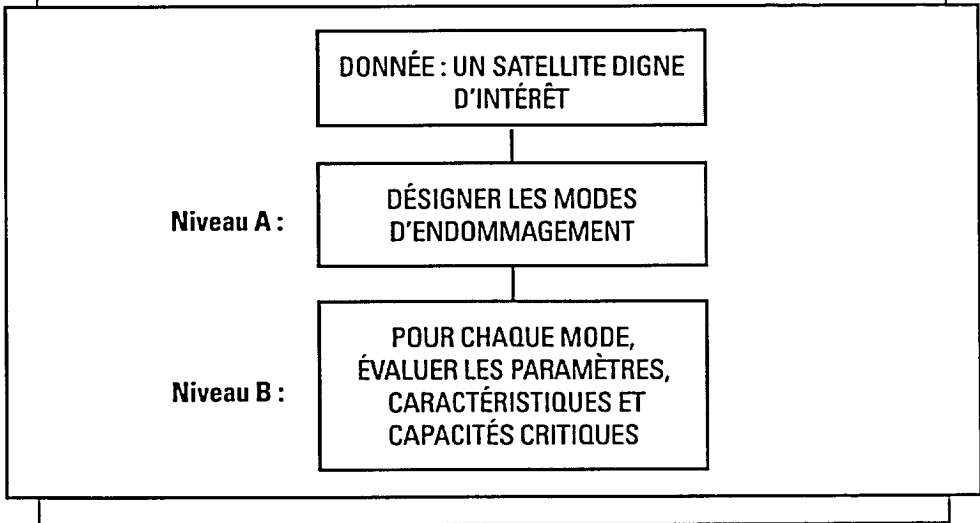 DONNÉE : UN SATELLITE DIGNE
D'INTÉRÊT
Niveau A :
DÉSIGNER LES MODES
D'ENDOMMAGEMENT
Niveau B :
POUR CHAQUE MODE,
ÉVALUER LES PARAMÈTRES,
CARACTÉRISTIQUES ET
CAPACITÉS CRITIQUES